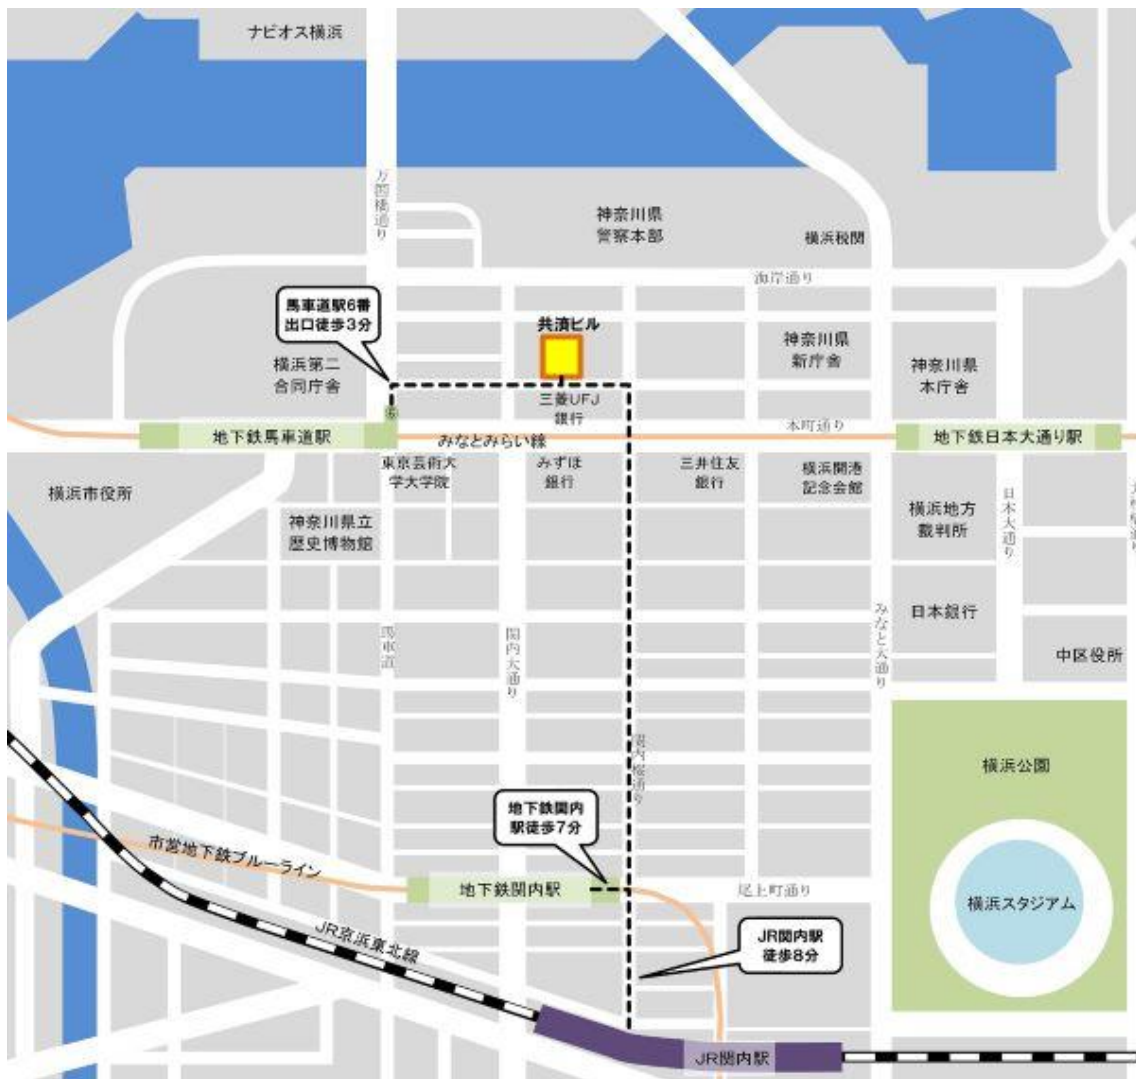 ナビオス横浜
万国橋通り
神奈川県
警察本部
横浜税関
海岸通り
馬車道駅6番
出口徒歩3分
共済ビル
横浜第二
合同庁舎
神奈川県
新庁舎
神奈川県
本庁舎
三菱UFJ
銀行
⑥
本町通り
地下鉄馬車道駅
みなとみらい線
地下鉄日本大通り駅
東京芸術大
学大学院
みずほ
銀行
三井住友
銀行
横浜開港
記念会館
横浜市役所
神奈川県立
歴史博物館
横浜地方
裁判所
日本大通り
日本銀行
みなと大通り
馬車道
関内大通り
中区役所
関内桜通り
横浜公園
地下鉄関内
駅徒歩7分
市営地下鉄ブルーライン
地下鉄関内駅
尾上町通り
横浜スタジアム
JR京浜東北線
JR関内駅
徒歩8分
JR関内駅